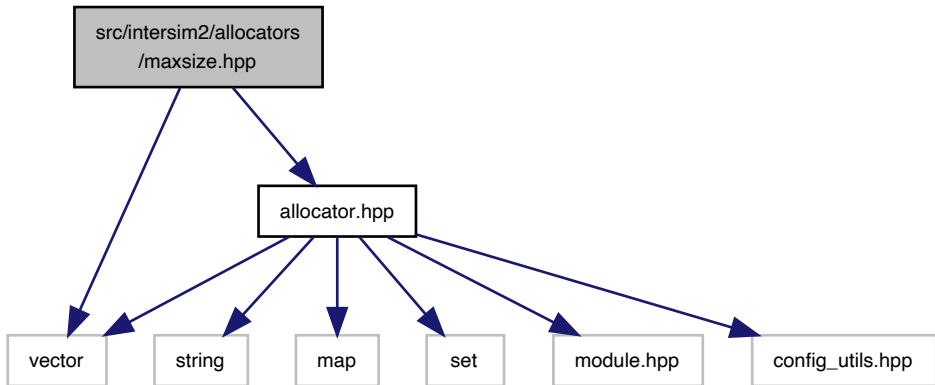 src/intersim2/allocators
/maxsize.hpp
allocator.hpp
vector
string
map
set
module.hpp
config_utils.hpp